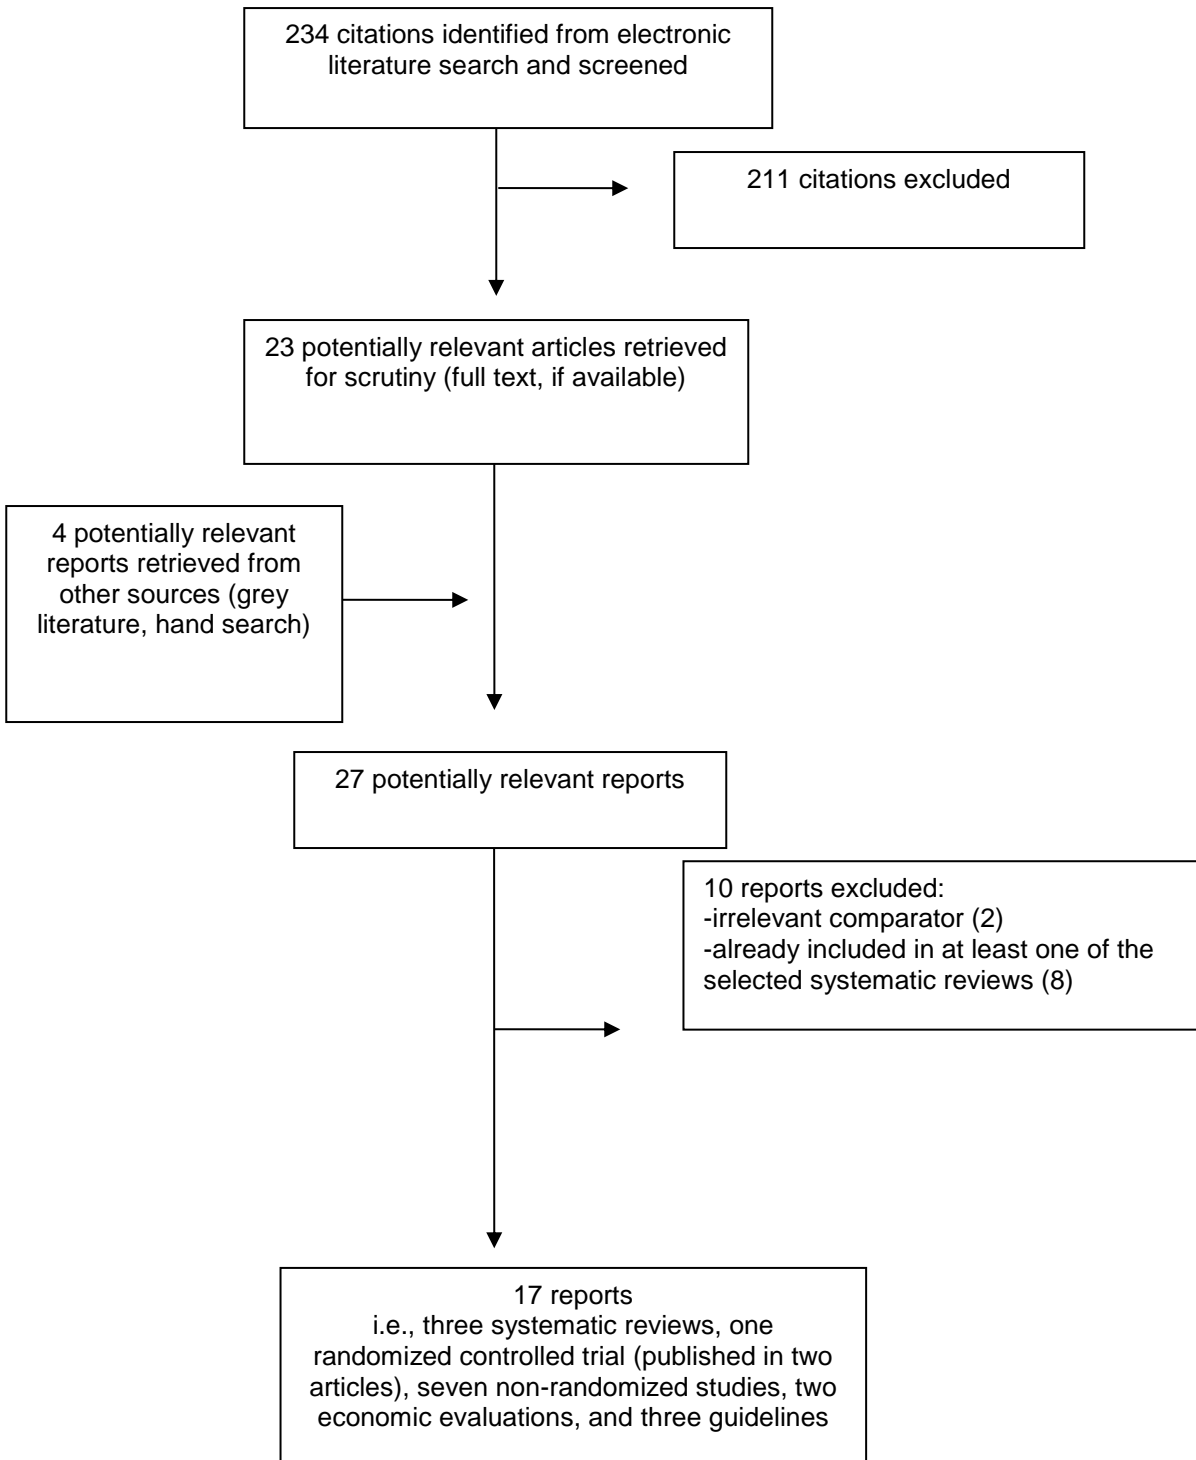 234 citations identified from electronic
literature search and screened
211 citations excluded
23 potentially relevant articles retrieved
for scrutiny (full text, if available)
4 potentially relevant
reports retrieved from
other sources (grey
literature, hand search)
27 potentially relevant reports
10 reports excluded:
-irrelevant comparator (2)
-already included in at least one of the
selected systematic reviews (8)
17 reports
i.e., three systematic reviews, one
randomized controlled trial (published in two
articles), seven non-randomized studies, two
economic evaluations, and three guidelines